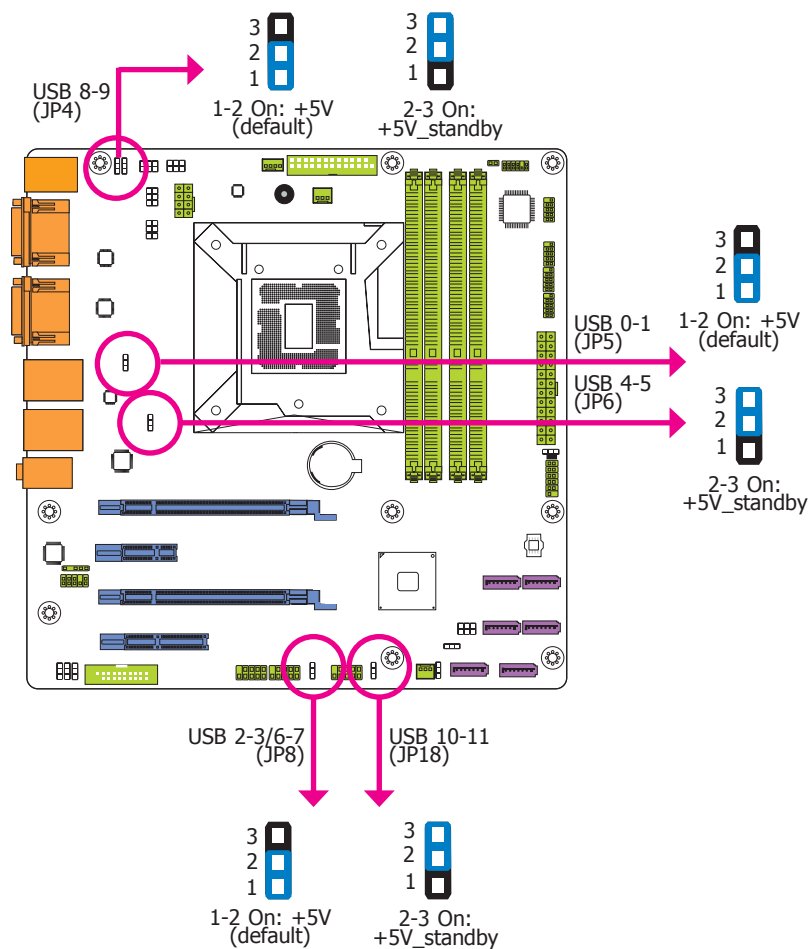 USB 8-9
(JP4)
3
2
1
1-2 On: +5V
(default)
3
2
1
2-3 On:
+5V_standby
USB 0-1
(JP5)
USB 4-5
(JP6)
3
2
1
1-2 On: +5V
(default)
3
2
1
2-3 On:
+5V_standby
USB 2-3/6-7
(JP8)
USB 10-11
(JP18)
3
2
1
1-2 On: +5V
(default)
3
2
1
2-3 On:
+5V_standby